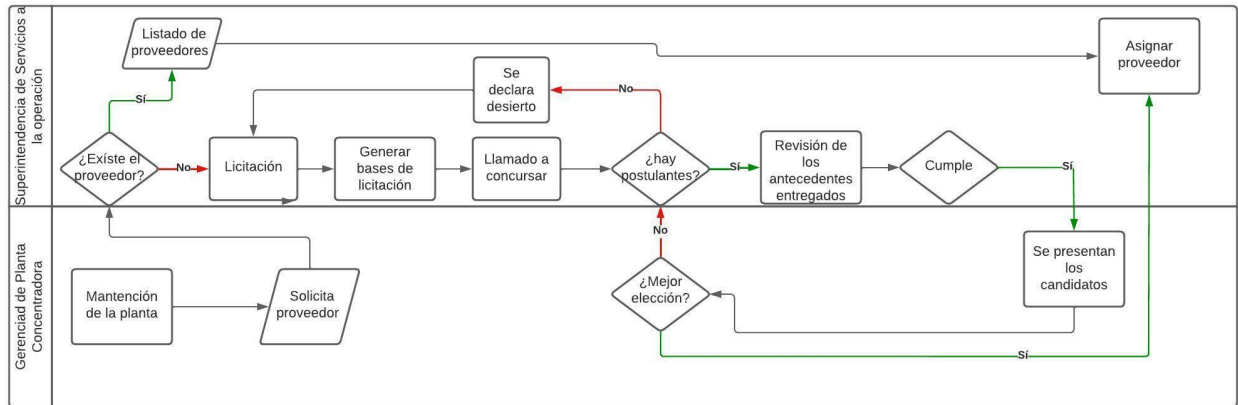 Superintendencia de Servicios a
la operación
Listado de
proveedores
Asignar
proveedor
Se
declara
desierto
No
Sí
¿Exíste el
proveedor?
No
Licitación
Generar
bases de
licitación
Llamado a
concursar
¿hay
postulantes?
Sí
Revisión de
los
antecedentes
entregados
Cumple
Sí
Gerenciad de Planta
Concentradora
Mantención
de la planta
Solicita
proveedor
No
¿Mejor
elección?
Se presentan
los
candidatos
Sí